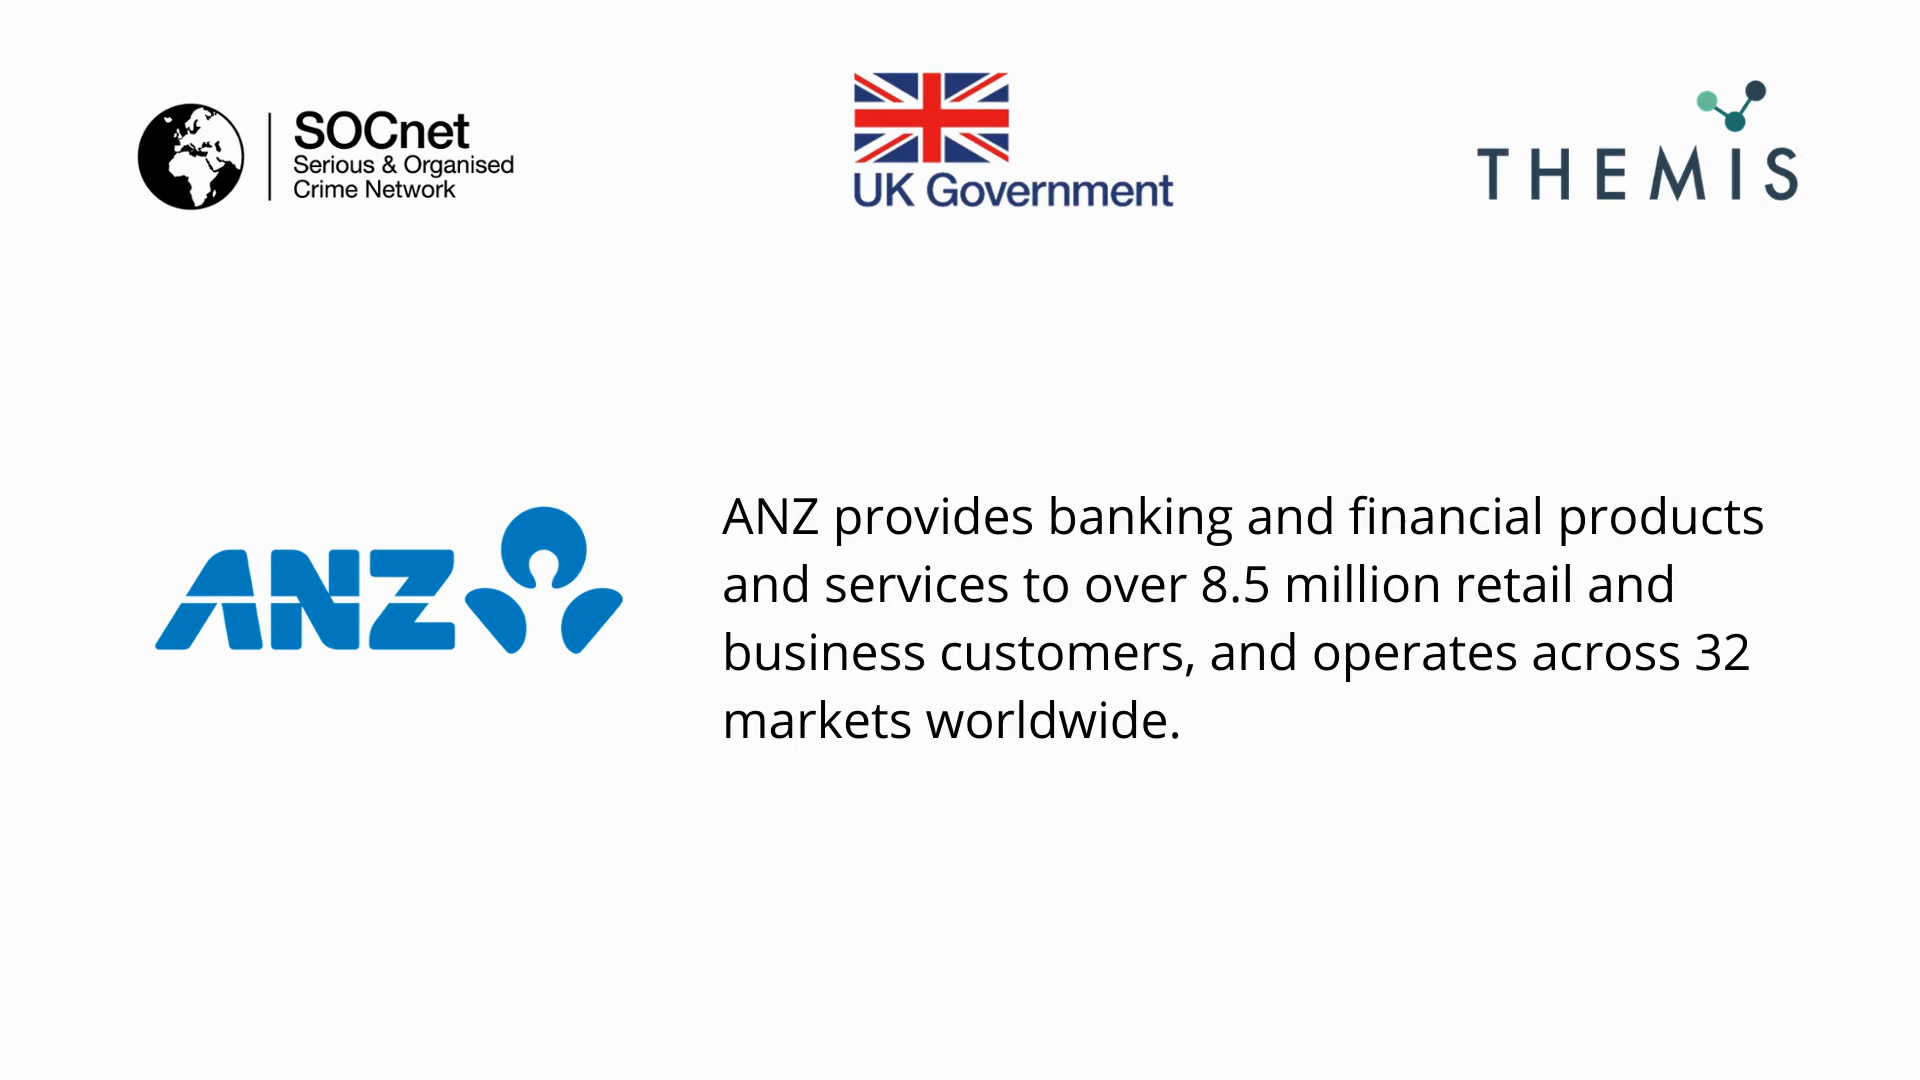 SOCnet
Serious & Organised
Crime Network
UK Government
THEMIS
ANZ
ANZ provides banking and financial products
and services to over 8.5 million retail and
business customers, and operates across 32
markets worldwide.